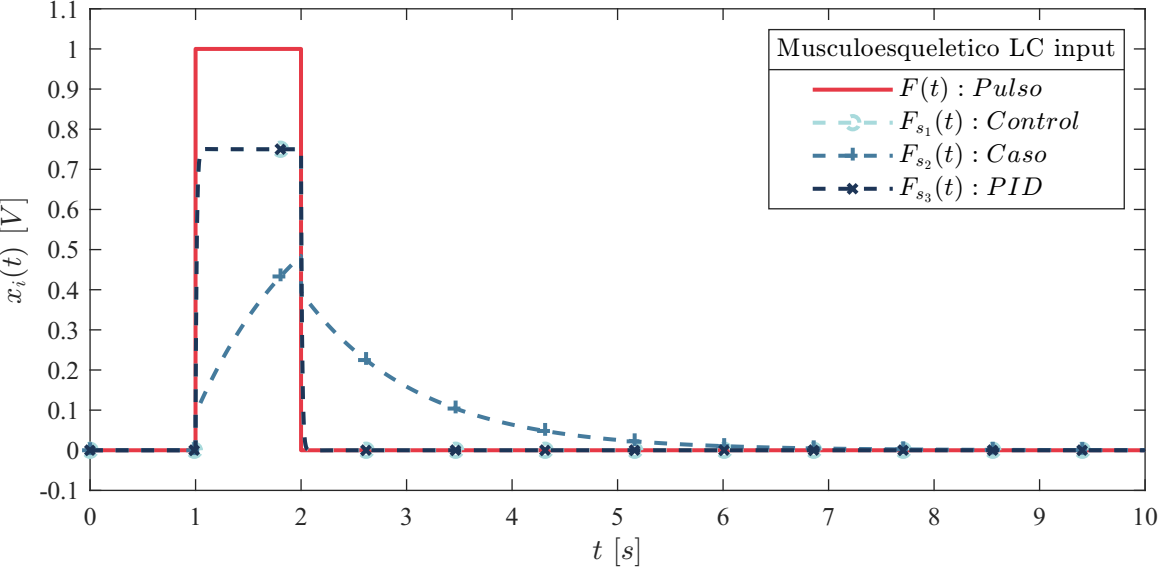 1.1
1
0.9
0.8
0.7
0.6
0.5
0.4
0.3
0.2
0.1
0
-0.1
x_i(t) [V]
Musculoesqueletico LC input
F(t) : Pulso
F_{s_1}(t) : Control
F_{s_2}(t) : Caso
F_{s_3}(t) : PID
0 1 2 3 4 5 6 7 8 9 10
t [s]